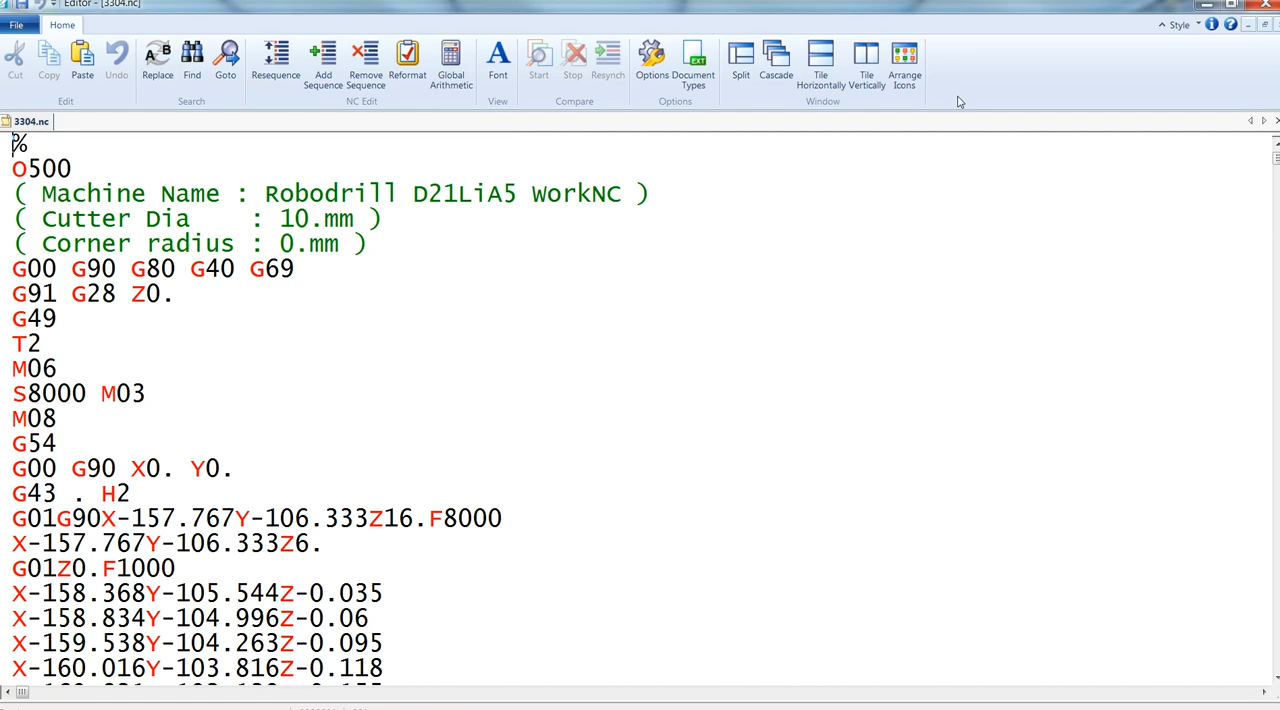 Editor - [3304.nc]
File Home Style
Cut Copy Paste Undo Replace Find Goto Resequence Add Sequence Remove Sequence Reformat Global Arithmetic Font Start Stop Resynch Options Document Types Split Cascade Tile Horizontally Tile Vertically Arrange Icons
Edit Search NC Edit View Compare Options Window
3304.nc
%
O500
( Machine Name : Robodrill D21LiA5 WorkNC )
( Cutter Dia    : 10.mm )
( Corner radius : 0.mm )
G00 G90 G80 G40 G69
G91 G28 Z0.
G49
T2
M06
S8000 M03
M08
G54
G00 G90 X0. Y0.
G43 . H2
G01G90X-157.767Y-106.333Z16.F8000
X-157.767Y-106.333Z6.
G01Z0.F1000
X-158.368Y-105.544Z-0.035
X-158.834Y-104.996Z-0.06
X-159.538Y-104.263Z-0.095
X-160.016Y-103.816Z-0.118